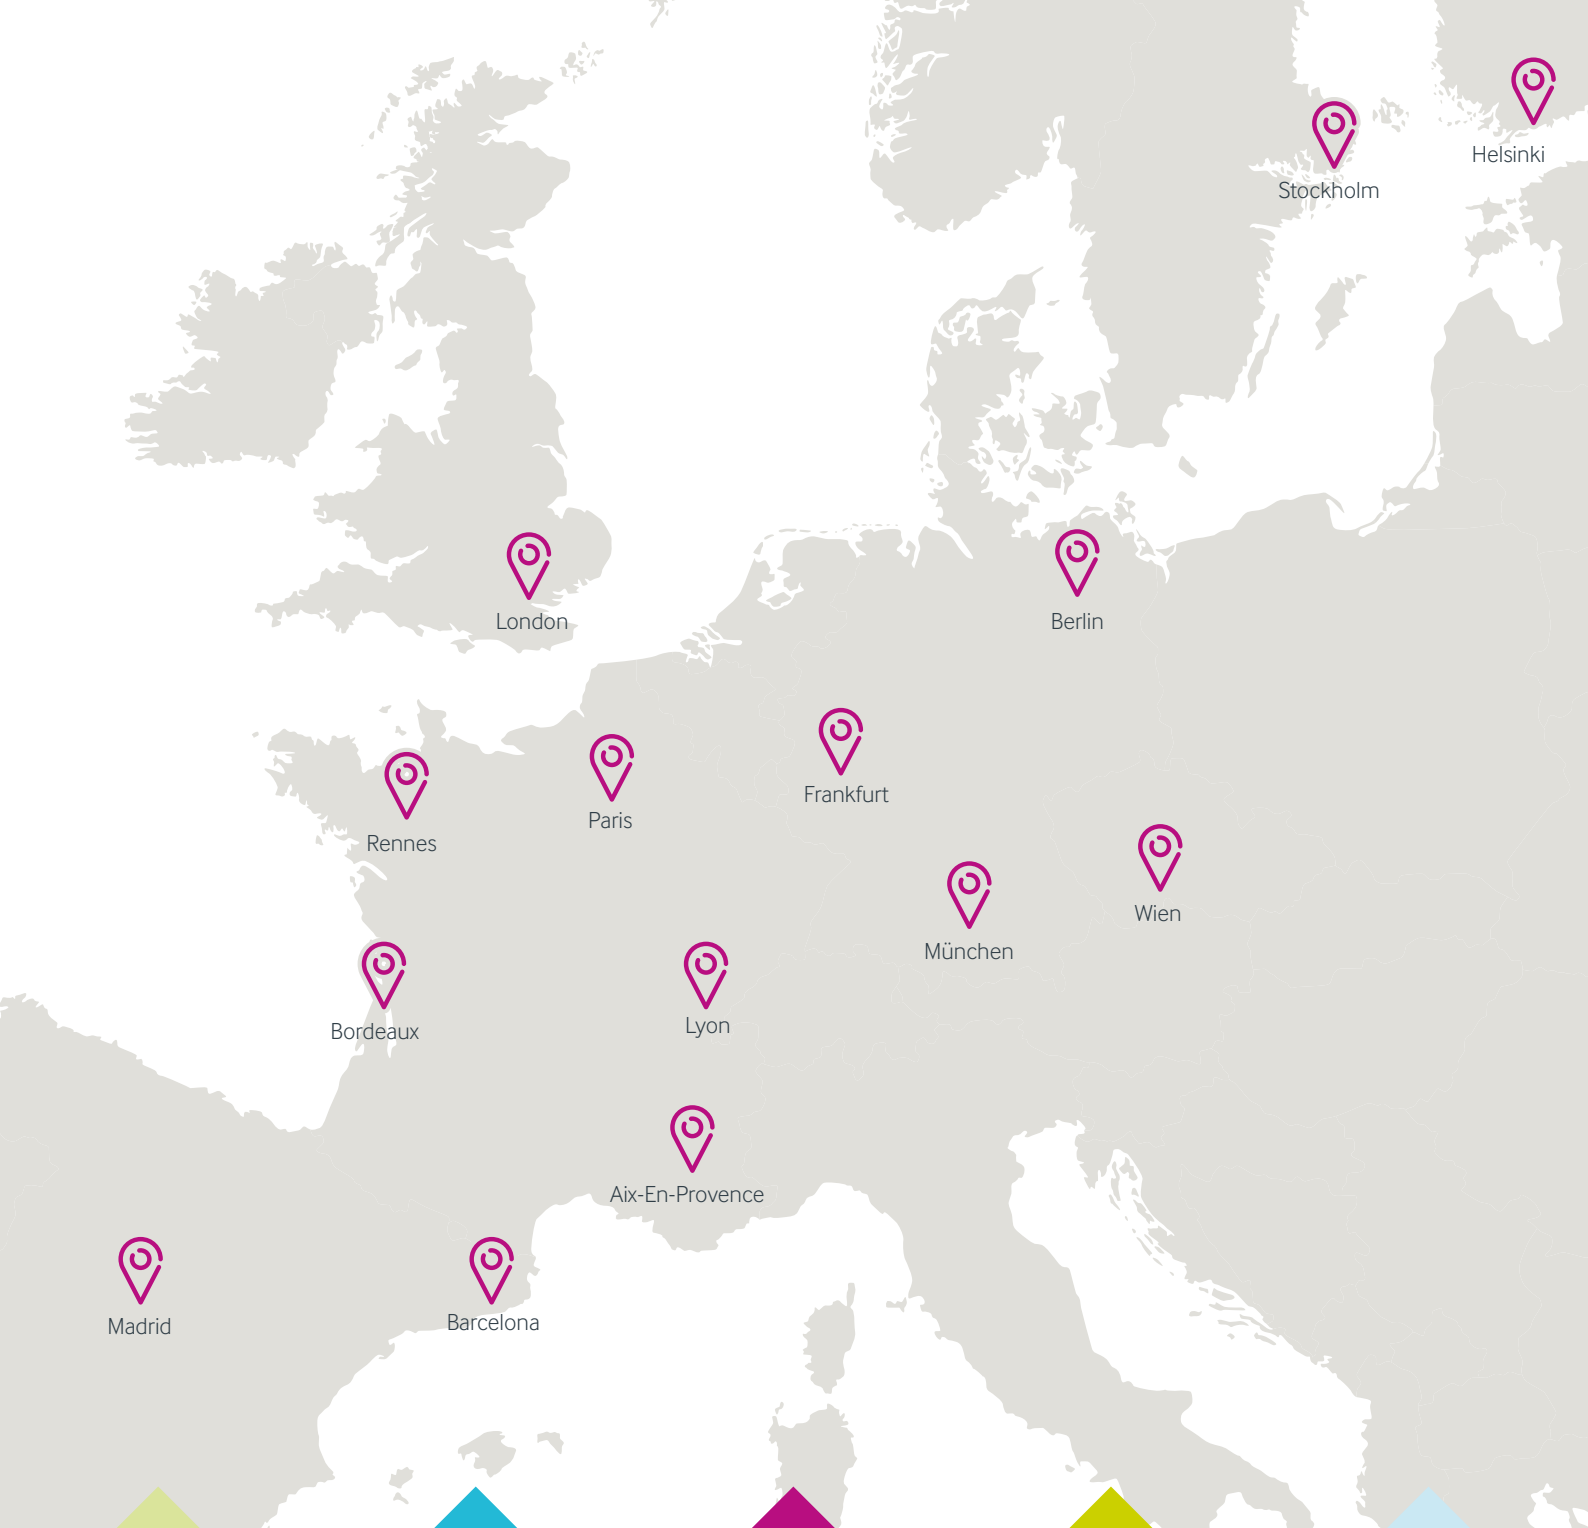 Helsinki
Stockholm
London
Berlin
Frankfurt
Paris
Rennes
Wien
München
Lyon
Bordeaux
Aix-En-Provence
Barcelona
Madrid